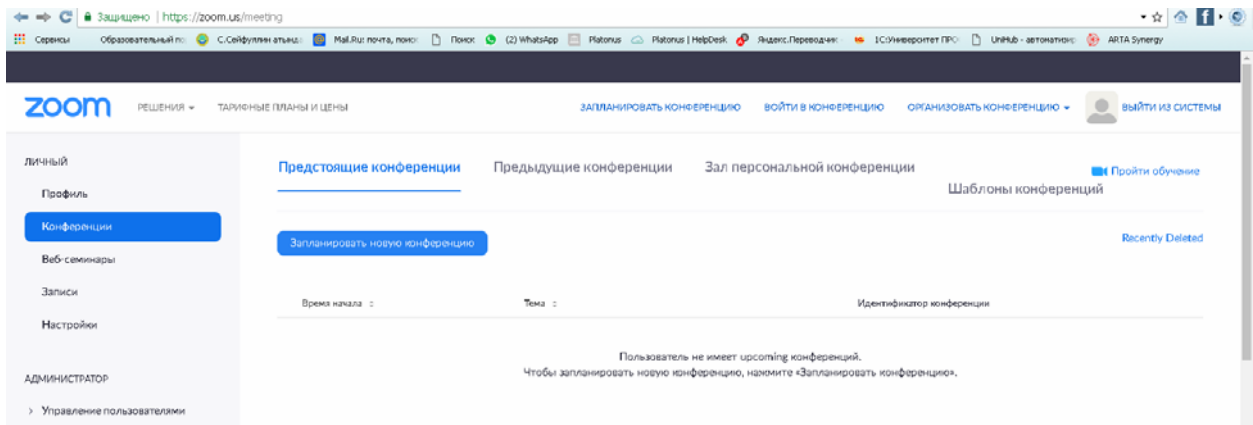 Защищено | https://zoom.us/meeting
Сервисы Образовательный по С.Сейфуллин атынд Mail.Ru: почта, поиск Поиск (2) WhatsApp Platonus Platonus | HelpDesk Яндекс.Переводчик 1С:Университет ПРО UniHub - автоматизир ARTA Synergy
zoom РЕШЕНИЯ ТАРИФНЫЕ ПЛАНЫ И ЦЕНЫ ЗАПЛАНИРОВАТЬ КОНФЕРЕНЦИЮ ВОЙТИ В КОНФЕРЕНЦИЮ ОРГАНИЗОВАТЬ КОНФЕРЕНЦИЮ ВЫЙТИ ИЗ СИСТЕМЫ
ЛИЧНЫЙ
Профиль
Конференции
Веб-семинары
Записи
Настройки
АДМИНИСТРАТОР
Управление пользователями
Предстоящие конференции Предыдущие конференции Зал персональной конференции
Шаблоны конференций
Пройти обучение
Запланировать новую конференцию Recently Deleted
Время начала Тема Идентификатор конференции
Пользователь не имеет upcoming конференций.
Чтобы запланировать новую конференцию, нажмите «Запланировать конференцию».